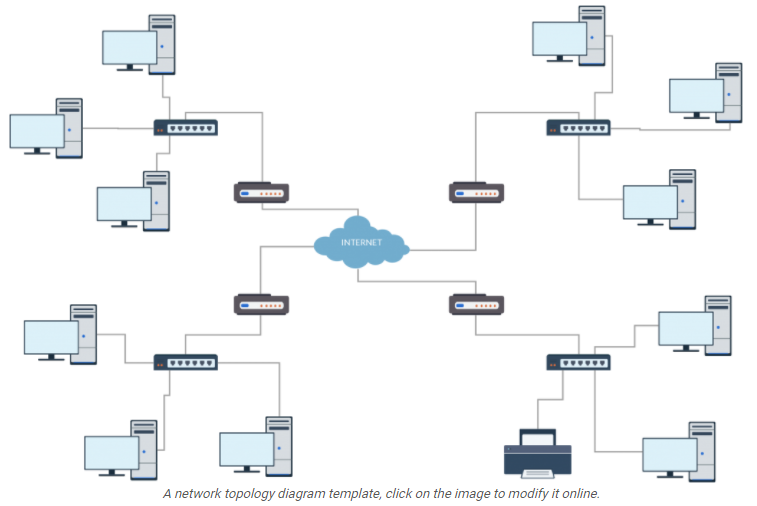 INTERNET
A network topology diagram template, click on the image to modify it online.